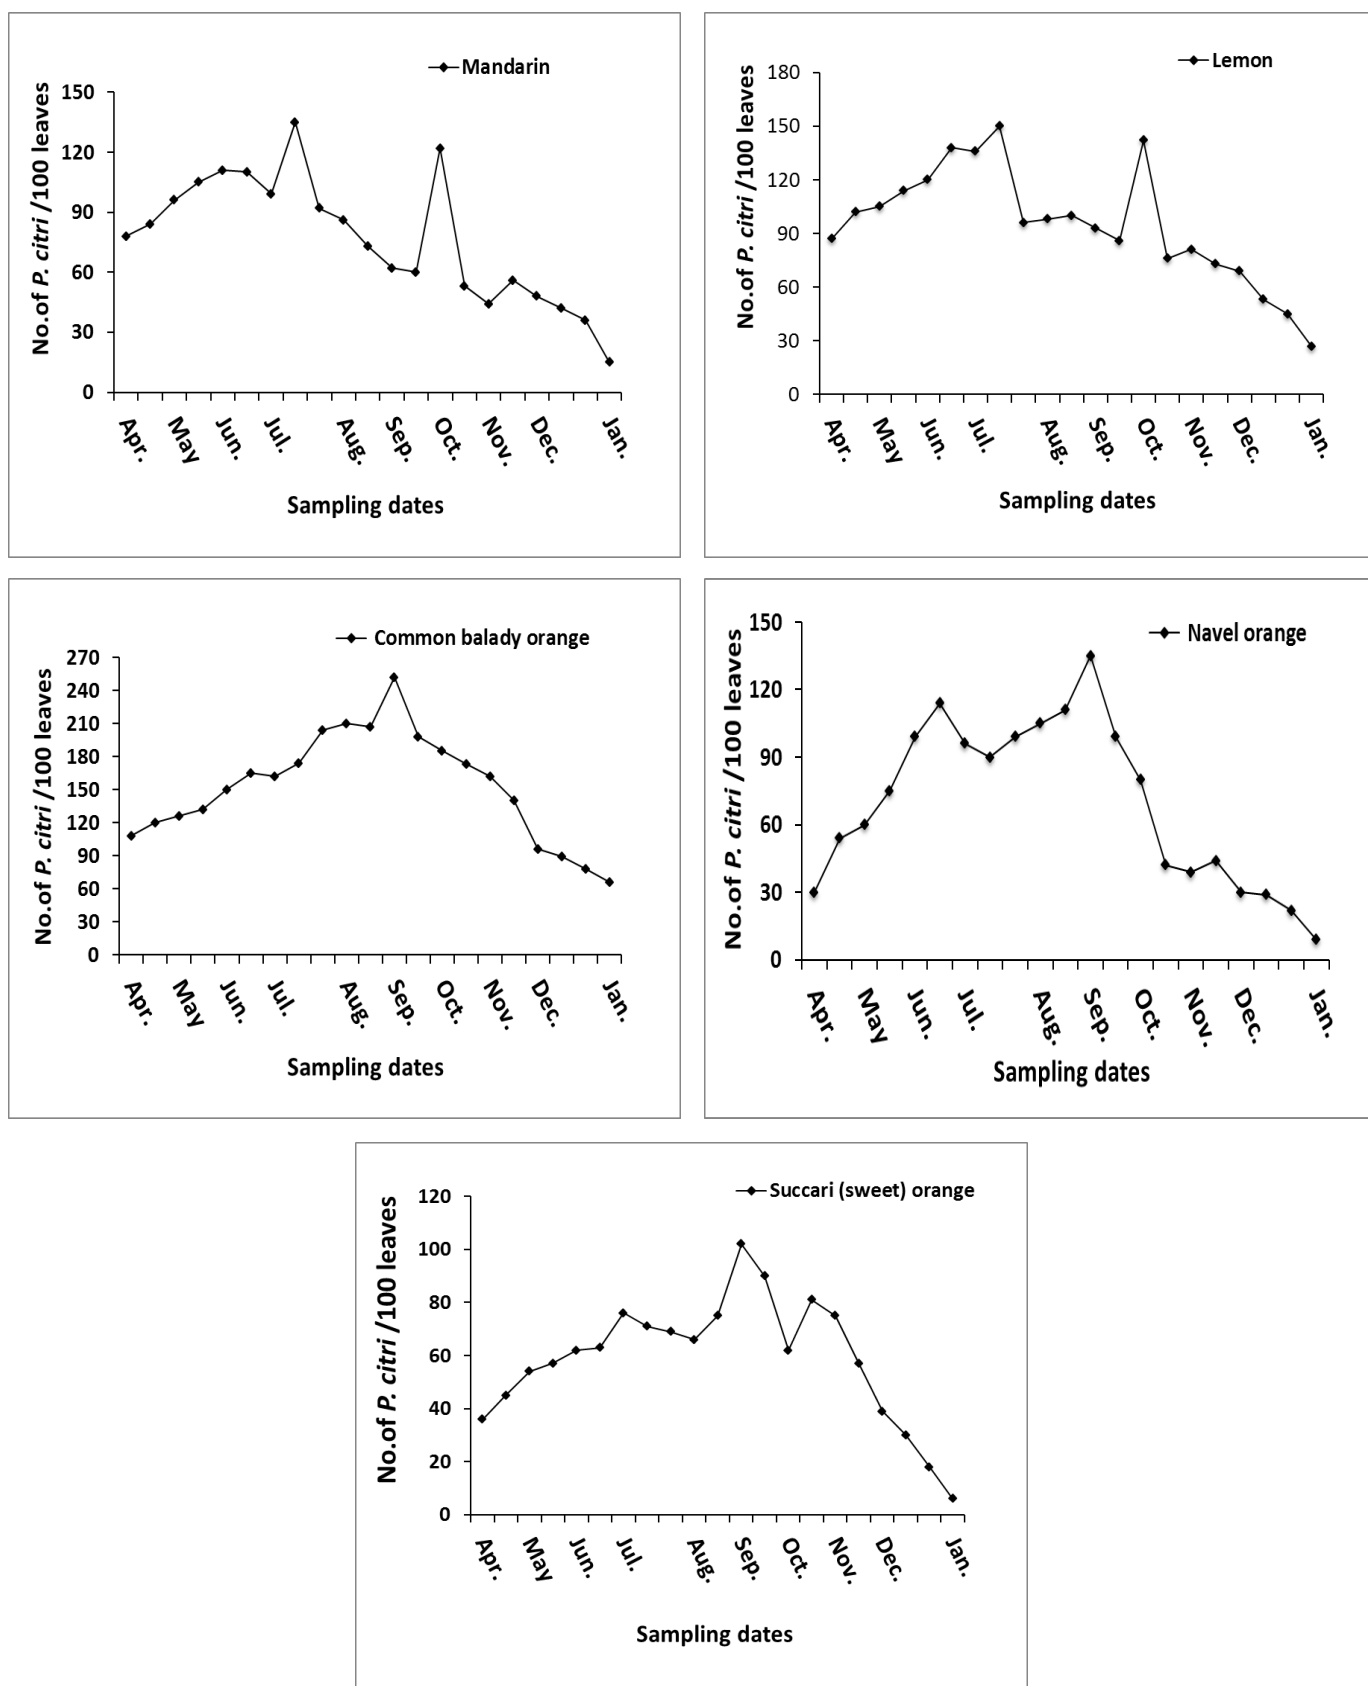 Mandarin
No.of P. citri /100 leaves
150
120
90
60
30
0
Apr. May Jun. Jul. Aug. Sep. Oct. Nov. Dec. Jan.
Sampling dates
Lemon
No.of P. citri /100 leaves
180
150
120
90
60
30
0
Apr. May Jun. Jul. Aug. Sep. Oct. Nov. Dec. Jan.
Sampling dates
Common balady orange
No.of P. citri /100 leaves
270
240
210
180
150
120
90
60
30
0
Apr. May Jun. Jul. Aug. Sep. Oct. Nov. Dec. Jan.
Sampling dates
Navel orange
No.of P. citri /100 leaves
150
120
90
60
30
0
Apr. May Jun. Jul. Aug. Sep. Oct. Nov. Dec. Jan.
Sampling dates
Succari (sweet) orange
No.of P. citri /100 leaves
120
100
80
60
40
20
0
Apr. May Jun. Jul. Aug. Sep. Oct. Nov. Dec. Jan.
Sampling dates